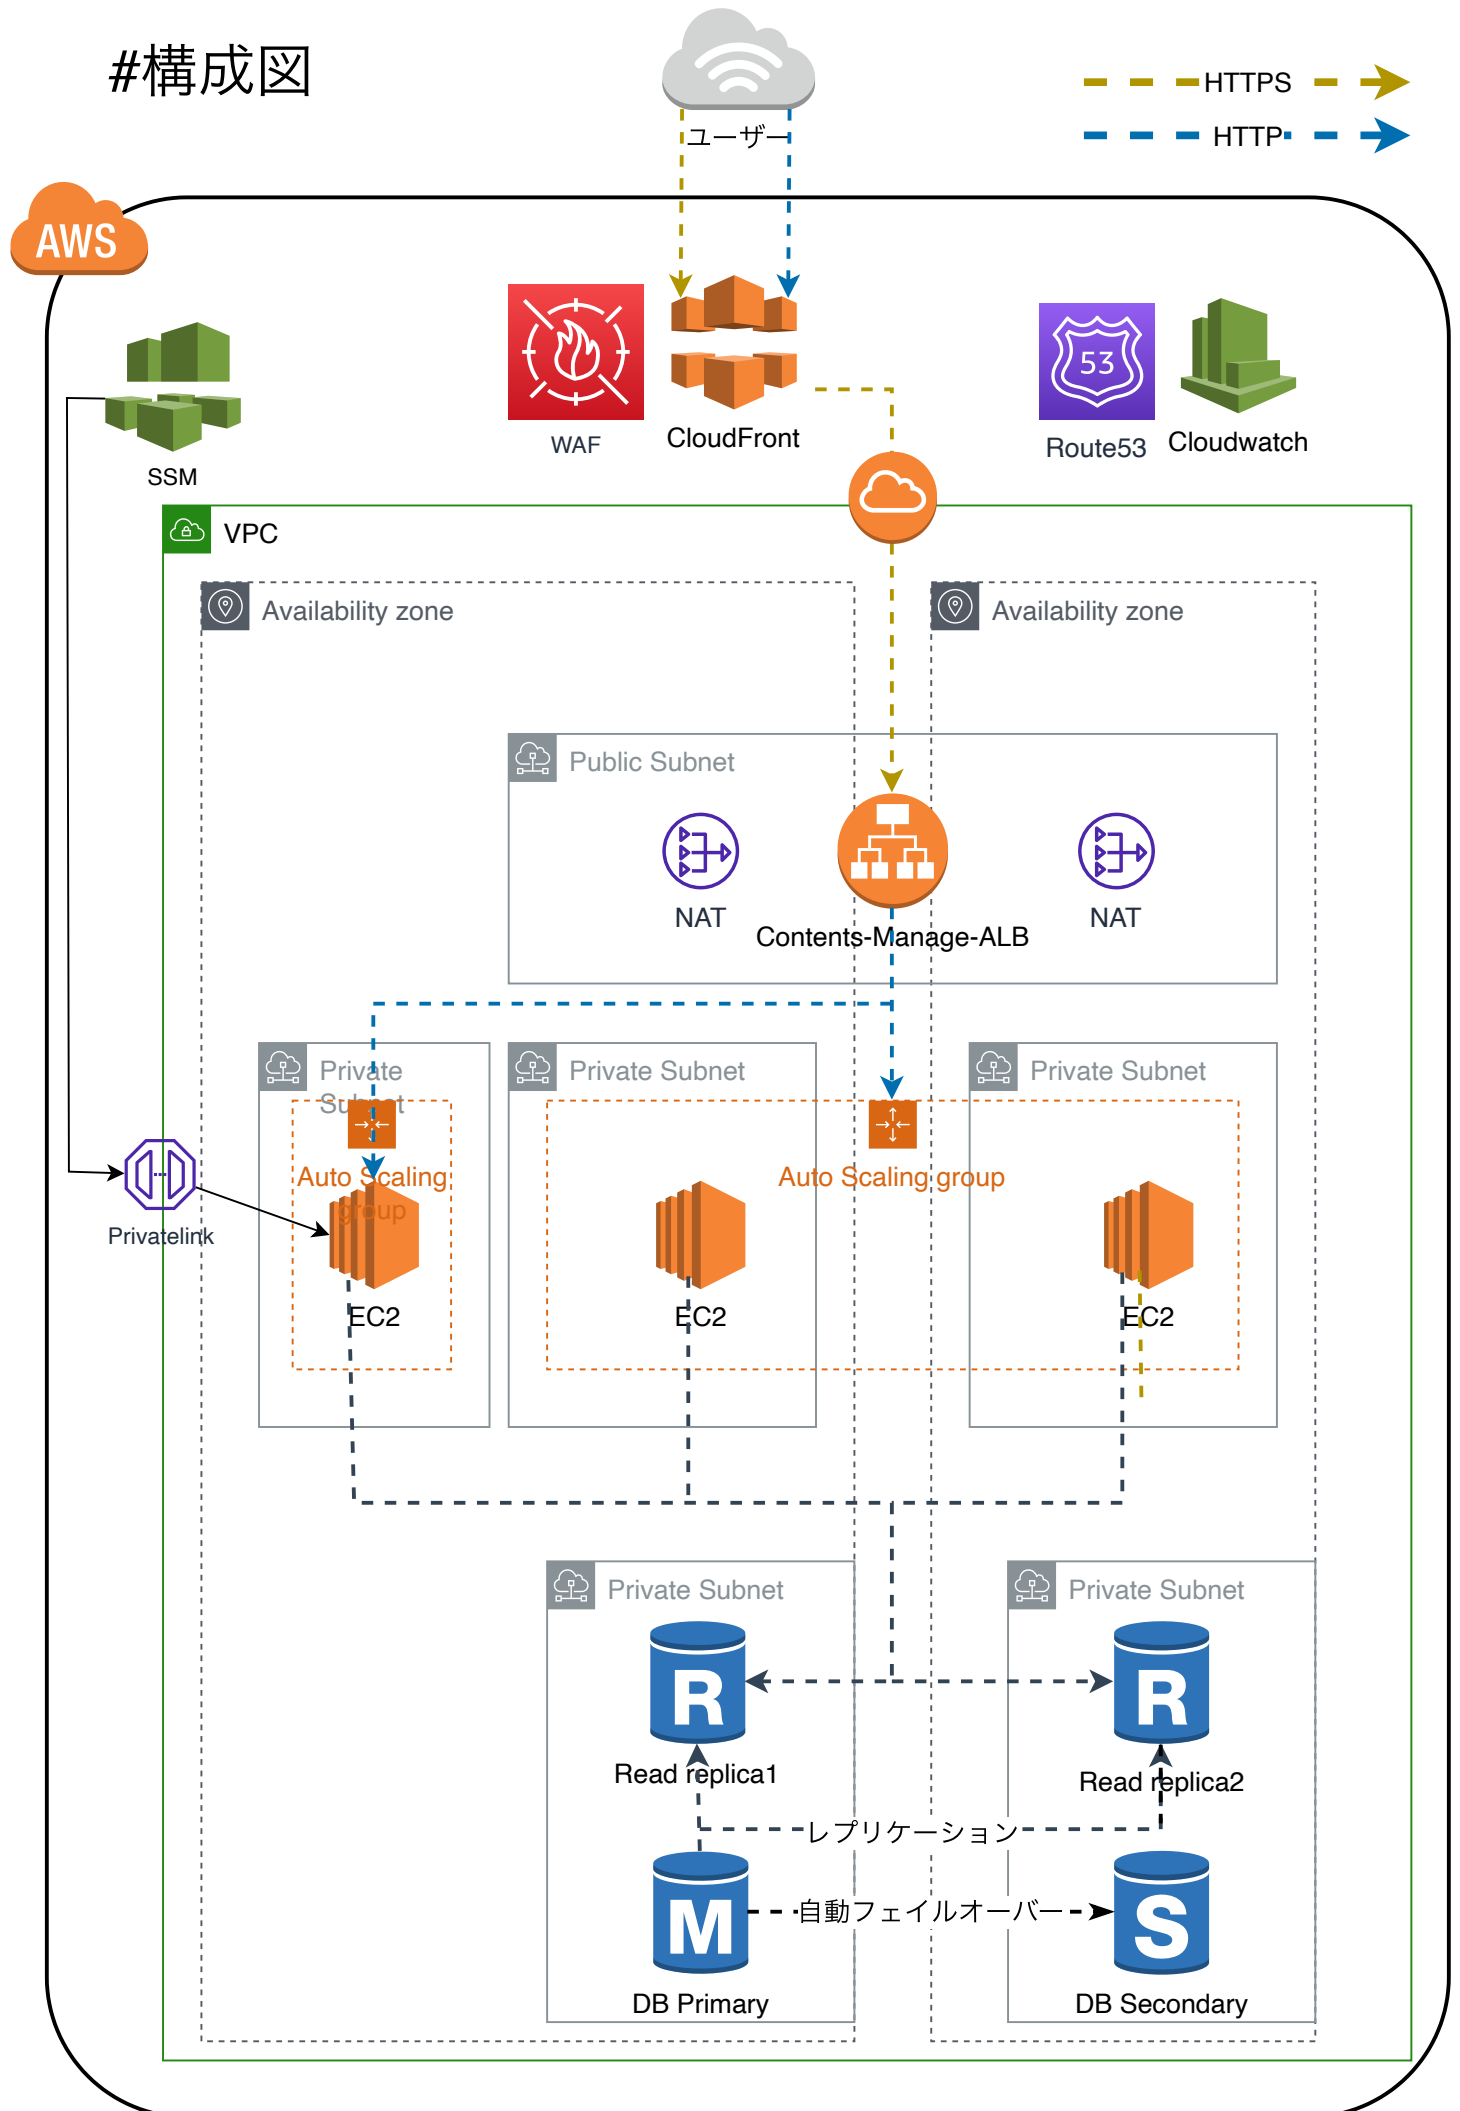 #構成図
ユーザー
HTTPS
HTTP
AWS
SSM
WAF
CloudFront
53
Route53
Cloudwatch
VPC
Availability zone
Availability zone
Public Subnet
NAT
Contents-Manage-ALB
NAT
Private
Subnet
Private Subnet
Private Subnet
Auto Scaling
group
Auto Scaling group
Privatelink
EC2
EC2
EC2
Private Subnet
Private Subnet
R
R
Read replica1
Read replica2
レプリケーション
M
自動フェイルオーバー
S
DB Primary
DB Secondary